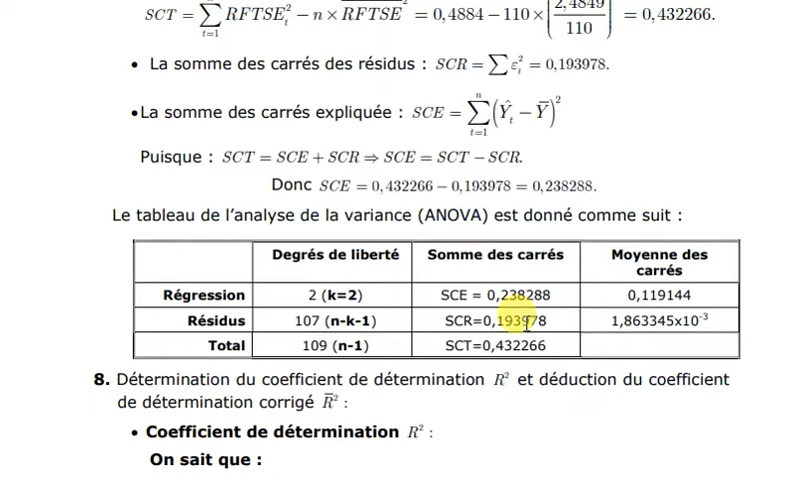 SCT = ∑ₜ₌₁ RFTSEₜ² − n × RFTSE̅² = 0,4884 − 110 × [2,4849/110] = 0,432266.
• La somme des carrés des résidus : SCR = ∑ εₜ² = 0,193978.
• La somme des carrés expliquée : SCE = ∑ₜ₌₁ⁿ (Ŷₜ − Y̅)²
Puisque : SCT = SCE + SCR ⇒ SCE = SCT − SCR.
Donc SCE = 0,432266 − 0,193978 = 0,238288.
Le tableau de l’analyse de la variance (ANOVA) est donné comme suit :
Degrés de liberté Somme des carrés Moyenne des carrés
Régression 2 (k=2) SCE = 0,238288 0,119144
Résidus 107 (n-k-1) SCR=0,193978 1,863345x10⁻³
Total 109 (n-1) SCT=0,432266
8. Détermination du coefficient de détermination R² et déduction du coefficient
de détermination corrigé R̅² :
• Coefficient de détermination R² :
On sait que :